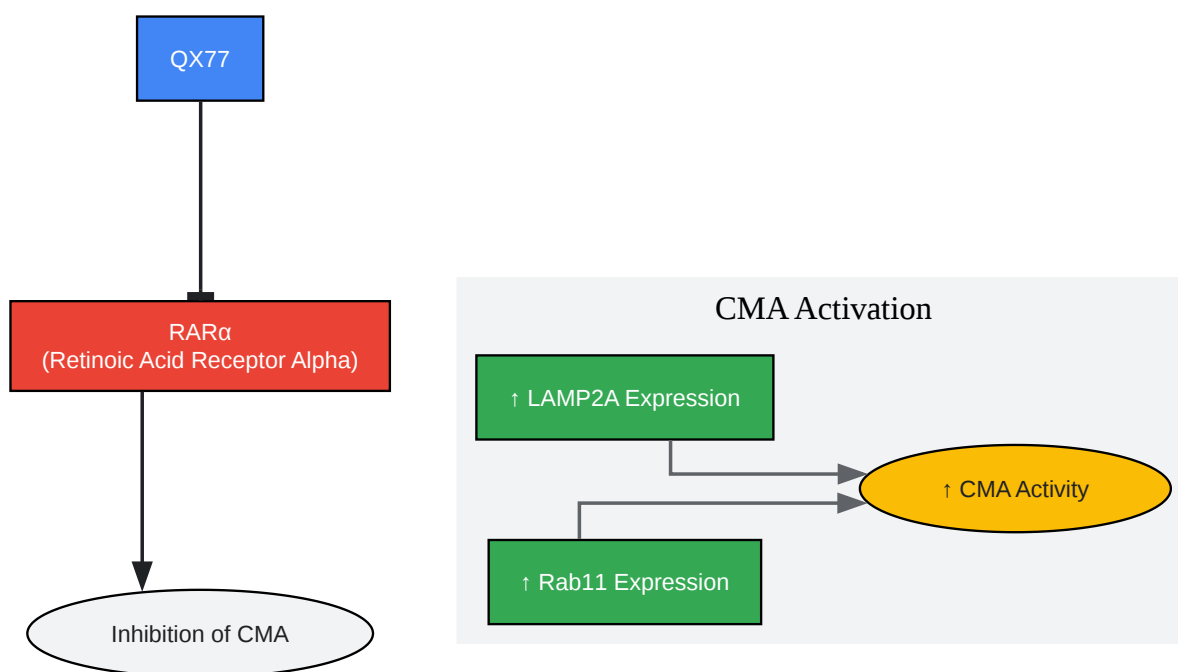 QX77
RARα
(Retinoic Acid Receptor Alpha)
Inhibition of CMA
CMA Activation
↑ LAMP2A Expression
↑ CMA Activity
↑ Rab11 Expression